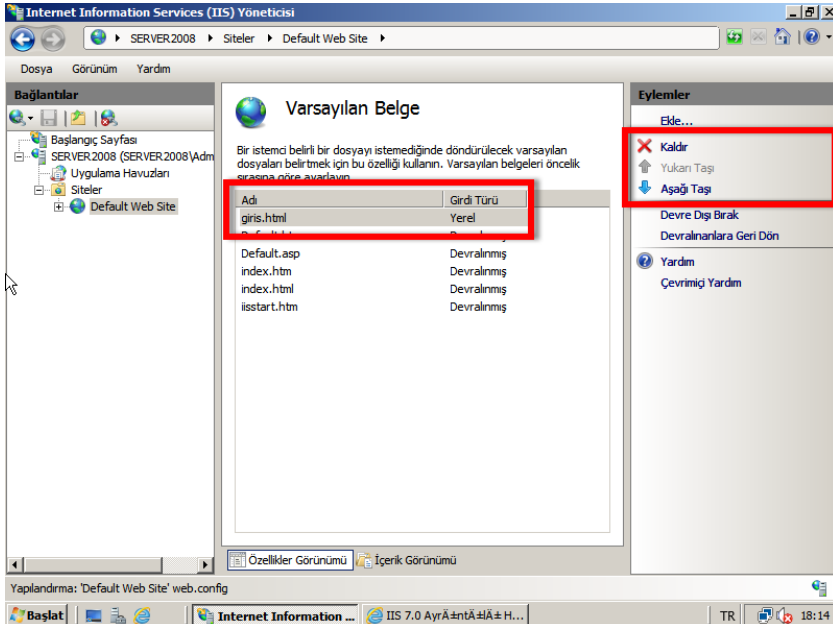 Internet Information Services (IIS) Yöneticisi
SERVER2008 Siteler Default Web Site
Dosya Görünüm Yardım
Bağlantılar
Başlangıç Sayfası
SERVER2008 (SERVER2008\Adm
Uygulama Havuzları
Siteler
Default Web Site
Varsayılan Belge
Bir istemci belirli bir dosyayı istemediğinde döndürülecek varsayılan
dosyaları belirtmek için bu özelliği kullanın. Varsayılan belgeleri öncelik
sırasına göre ayarlayın.
Adı Girdi Türü
giris.html Yerel
Default.asp Devralınmış
index.htm Devralınmış
index.html Devralınmış
iisstart.htm Devralınmış
Özellikler Görünümü İçerik Görünümü
Eylemler
Ekle...
Kaldır
Yukarı Taşı
Aşağı Taşı
Devre Dışı Bırak
Devralınanlara Geri Dön
Yardım
Çevrimiçi Yardım
Yapılandırma: 'Default Web Site' web.config
Başlat Internet Information ... IIS 7.0 AyrÄ±ntÄ±lÄ± H... TR 18:14